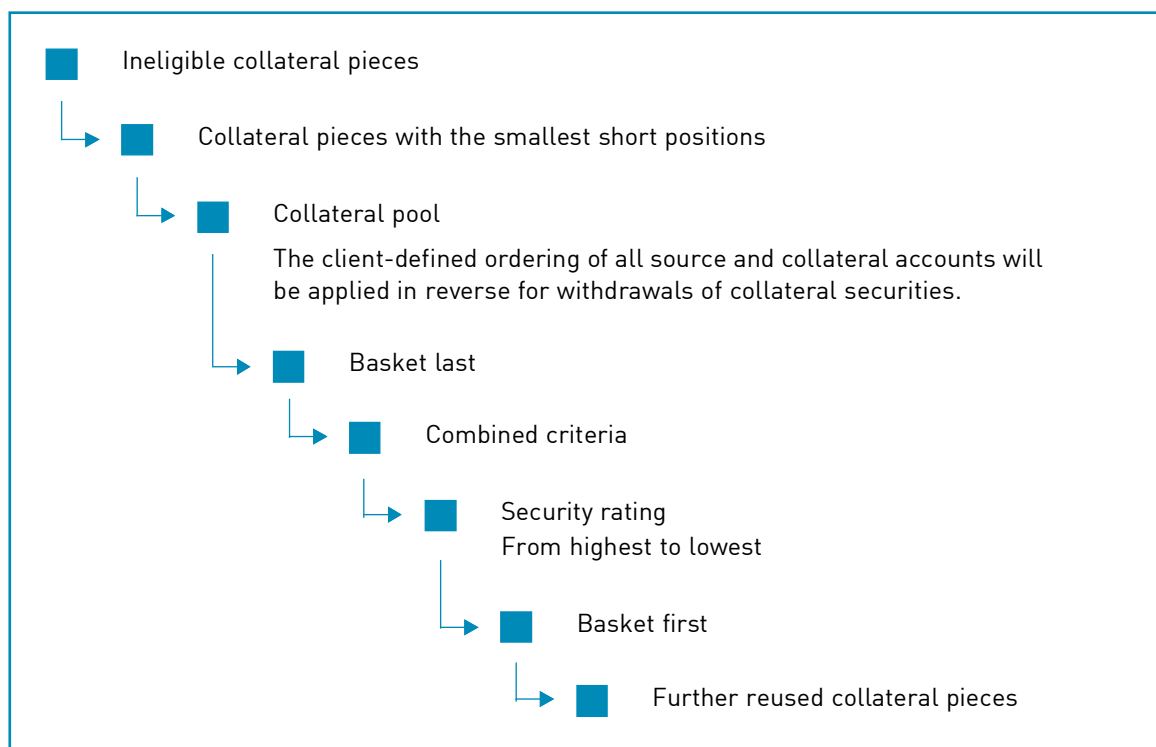 Ineligible collateral pieces
Collateral pieces with the smallest short positions
Collateral pool
The client-defined ordering of all source and collateral accounts will
be applied in reverse for withdrawals of collateral securities.
Basket last
Combined criteria
Security rating
From highest to lowest
Basket first
Further reused collateral pieces